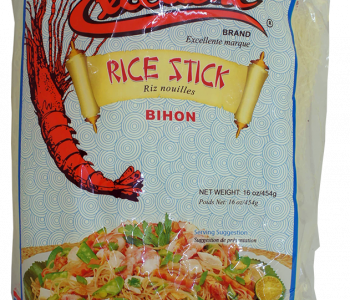 BRAND
Excellente marque
®
RICE STICK
Riz nouilles
BIHON
NET WEIGHT: 16 oz/454g
Poids Net: 16 oz/454g
Serving Suggestion
Suggestion de présentation